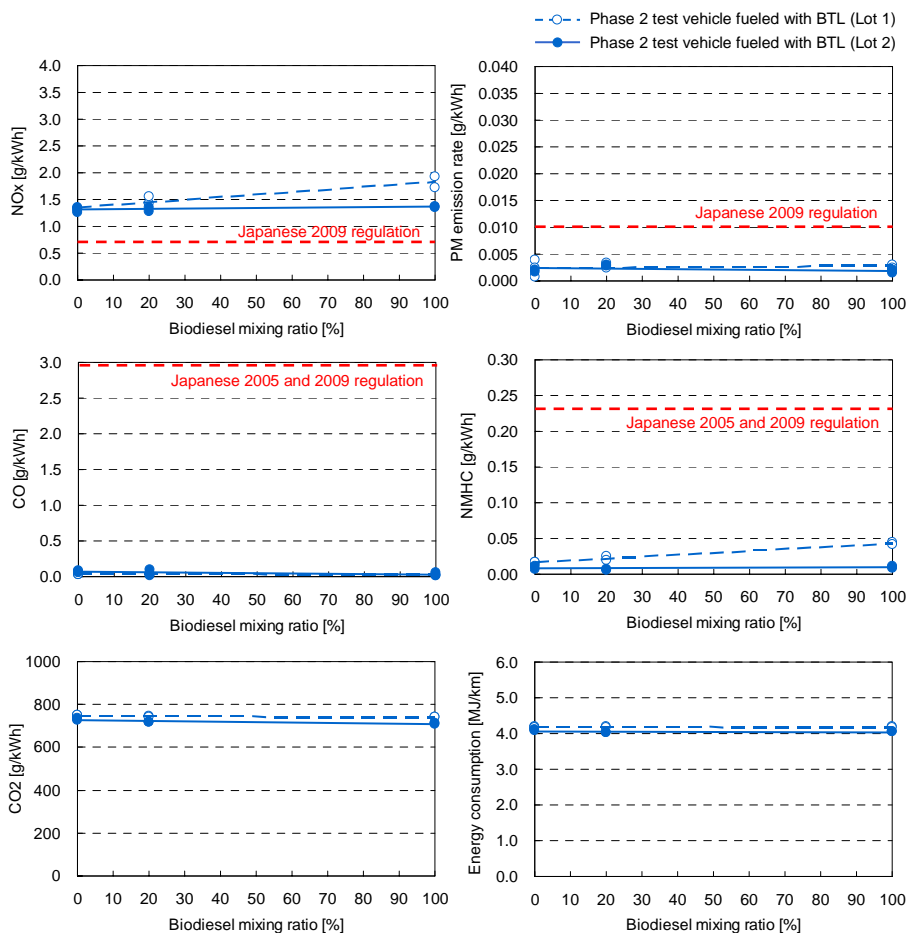 Phase 2 test vehicle fueled with BTL (Lot 1)
Phase 2 test vehicle fueled with BTL (Lot 2)
NOx [g/kWh]
4.0
3.5
3.0
2.5
2.0
1.5
1.0
0.5
0.0
Japanese 2009 regulation
0 10 20 30 40 50 60 70 80 90 100
Biodiesel mixing ratio [%]
PM emission rate [g/kWh]
0.040
0.035
0.030
0.025
0.020
0.015
0.010
0.005
0.000
Japanese 2009 regulation
0 10 20 30 40 50 60 70 80 90 100
Biodiesel mixing ratio [%]
CO [g/kWh]
3.0
2.5
2.0
1.5
1.0
0.5
0.0
Japanese 2005 and 2009 regulation
0 10 20 30 40 50 60 70 80 90 100
Biodiesel mixing ratio [%]
NMHC [g/kWh]
0.30
0.25
0.20
0.15
0.10
0.05
0.00
Japanese 2005 and 2009 regulation
0 10 20 30 40 50 60 70 80 90 100
Biodiesel mixing ratio [%]
CO2 [g/kWh]
1000
800
600
400
200
0
0 10 20 30 40 50 60 70 80 90 100
Biodiesel mixing ratio [%]
Energy consumption [MJ/km]
6.0
5.0
4.0
3.0
2.0
1.0
0.0
0 10 20 30 40 50 60 70 80 90 100
Biodiesel mixing ratio [%]